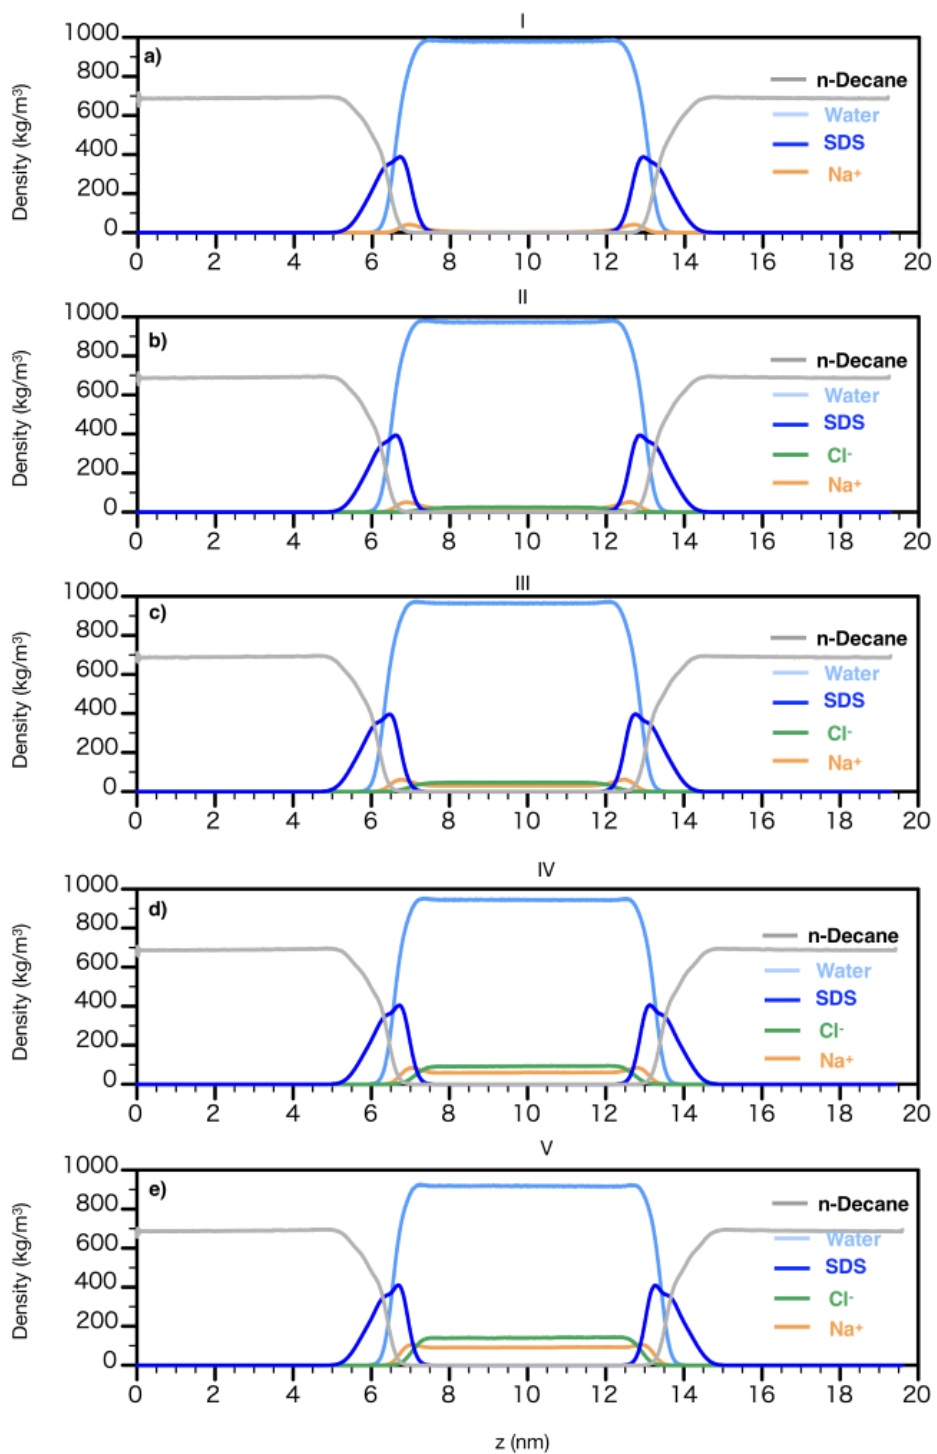 I
a)
1000
800
600
400
200
0
Density (kg/m³)
n-Decane
Water
SDS
Na⁺
0 2 4 6 8 10 12 14 16 18 20
II
b)
1000
800
600
400
200
0
Density (kg/m³)
n-Decane
Water
SDS
Cl⁻
Na⁺
0 2 4 6 8 10 12 14 16 18 20
III
c)
1000
800
600
400
200
0
Density (kg/m³)
n-Decane
Water
SDS
Cl⁻
Na⁺
0 2 4 6 8 10 12 14 16 18 20
IV
d)
1000
800
600
400
200
0
Density (kg/m³)
n-Decane
Water
SDS
Cl⁻
Na⁺
0 2 4 6 8 10 12 14 16 18 20
V
e)
1000
800
600
400
200
0
Density (kg/m³)
n-Decane
Water
SDS
Cl⁻
Na⁺
0 2 4 6 8 10 12 14 16 18 20
z (nm)